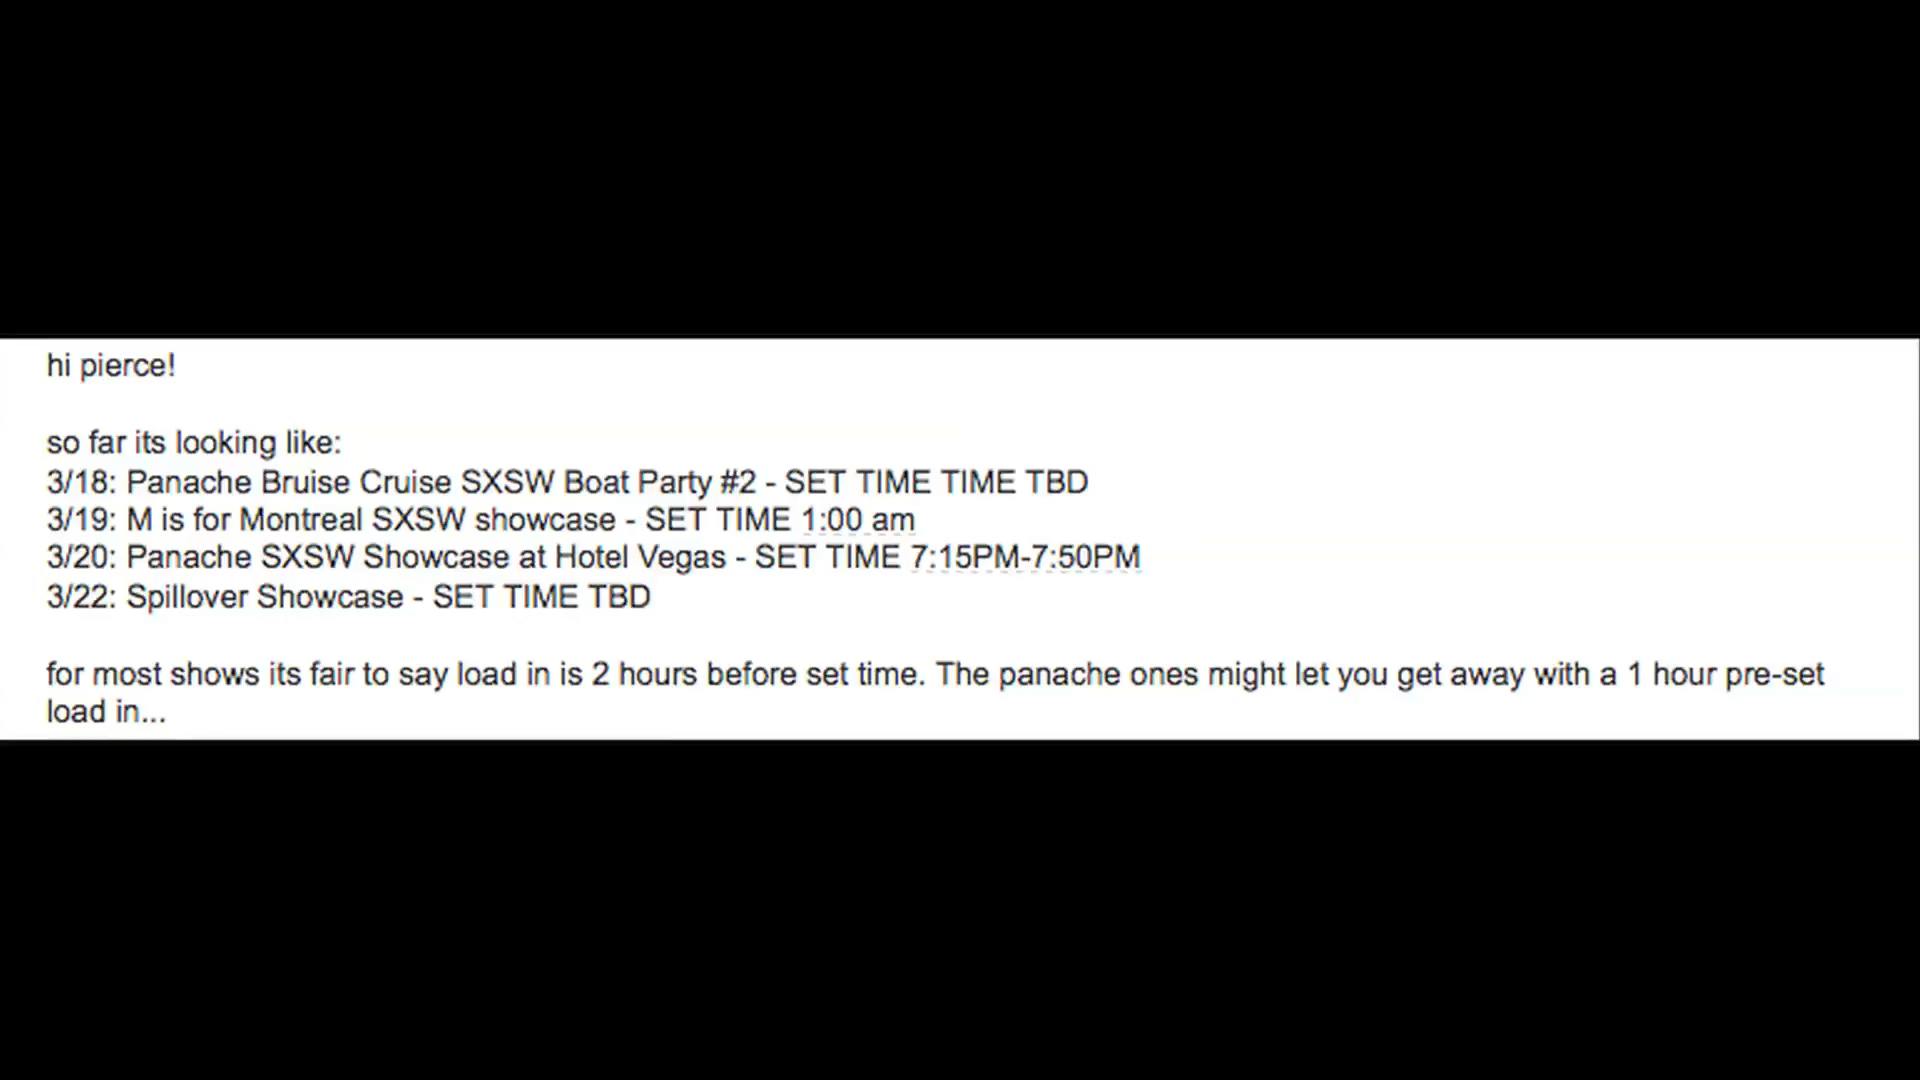 hi pierce!
so far its looking like:
3/18: Panache Bruise Cruise SXSW Boat Party #2 - SET TIME TIME TBD
3/19: M is for Montreal SXSW showcase - SET TIME 1:00 am
3/20: Panache SXSW Showcase at Hotel Vegas - SET TIME 7:15PM-7:50PM
3/22: Spillover Showcase - SET TIME TBD
for most shows its fair to say load in is 2 hours before set time. The panache ones might let you get away with a 1 hour pre-set
load in...